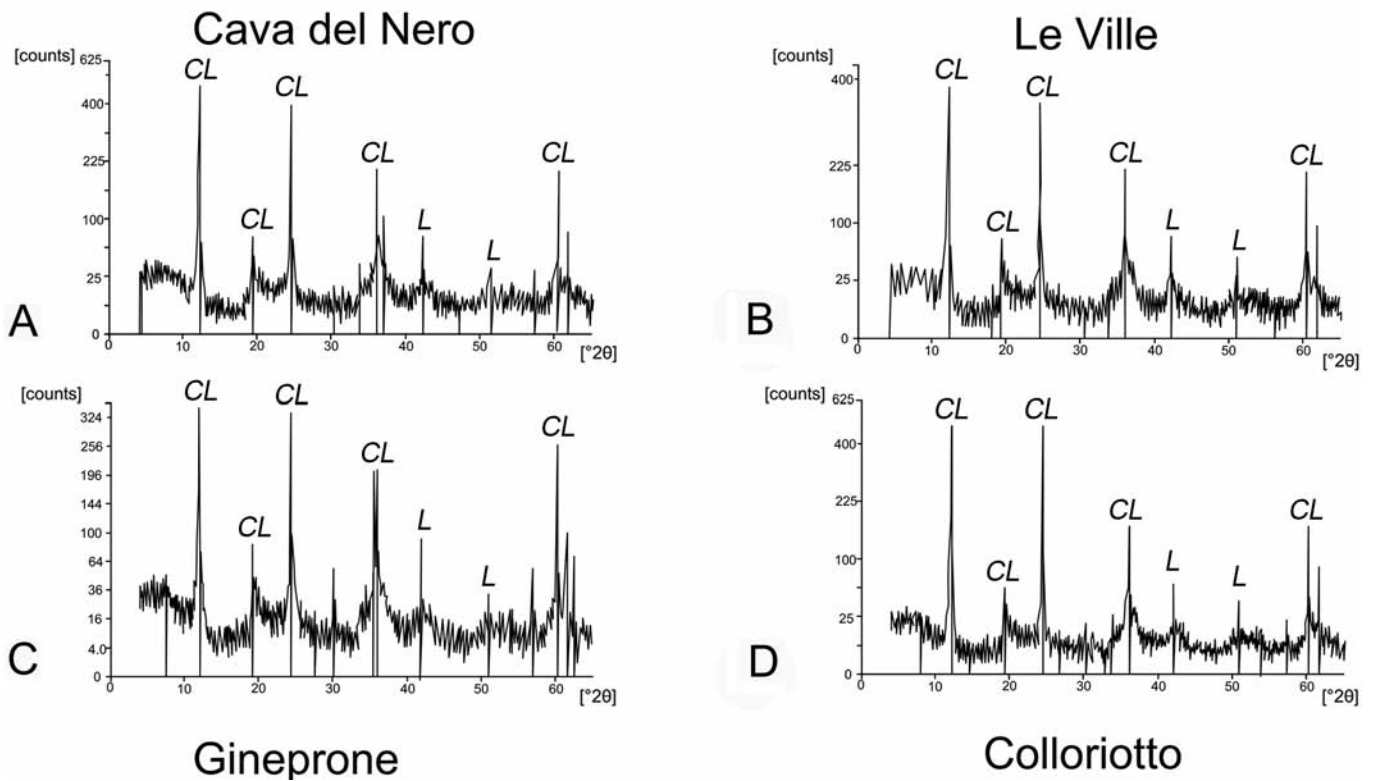 Cava del Nero
[counts]
625
400
225
100
25
0
CL
CL
CL
CL
L
L
CL
0 10 20 30 40 50 60
[°2θ]
A
Le Ville
[counts]
400
225
100
25
0
CL
CL
CL
CL
L
L
CL
0 10 20 30 40 50 60
[°2θ]
B
[counts]
324
256
196
144
100
64
36
16
4.0
0
CL
CL
CL
CL
L
L
CL
0 10 20 30 40 50 60
[°2θ]
C
Gineprone
[counts]
625
400
225
100
25
0
CL
CL
CL
CL
L
L
CL
0 10 20 30 40 50 60
[°2θ]
D
Colloriotto